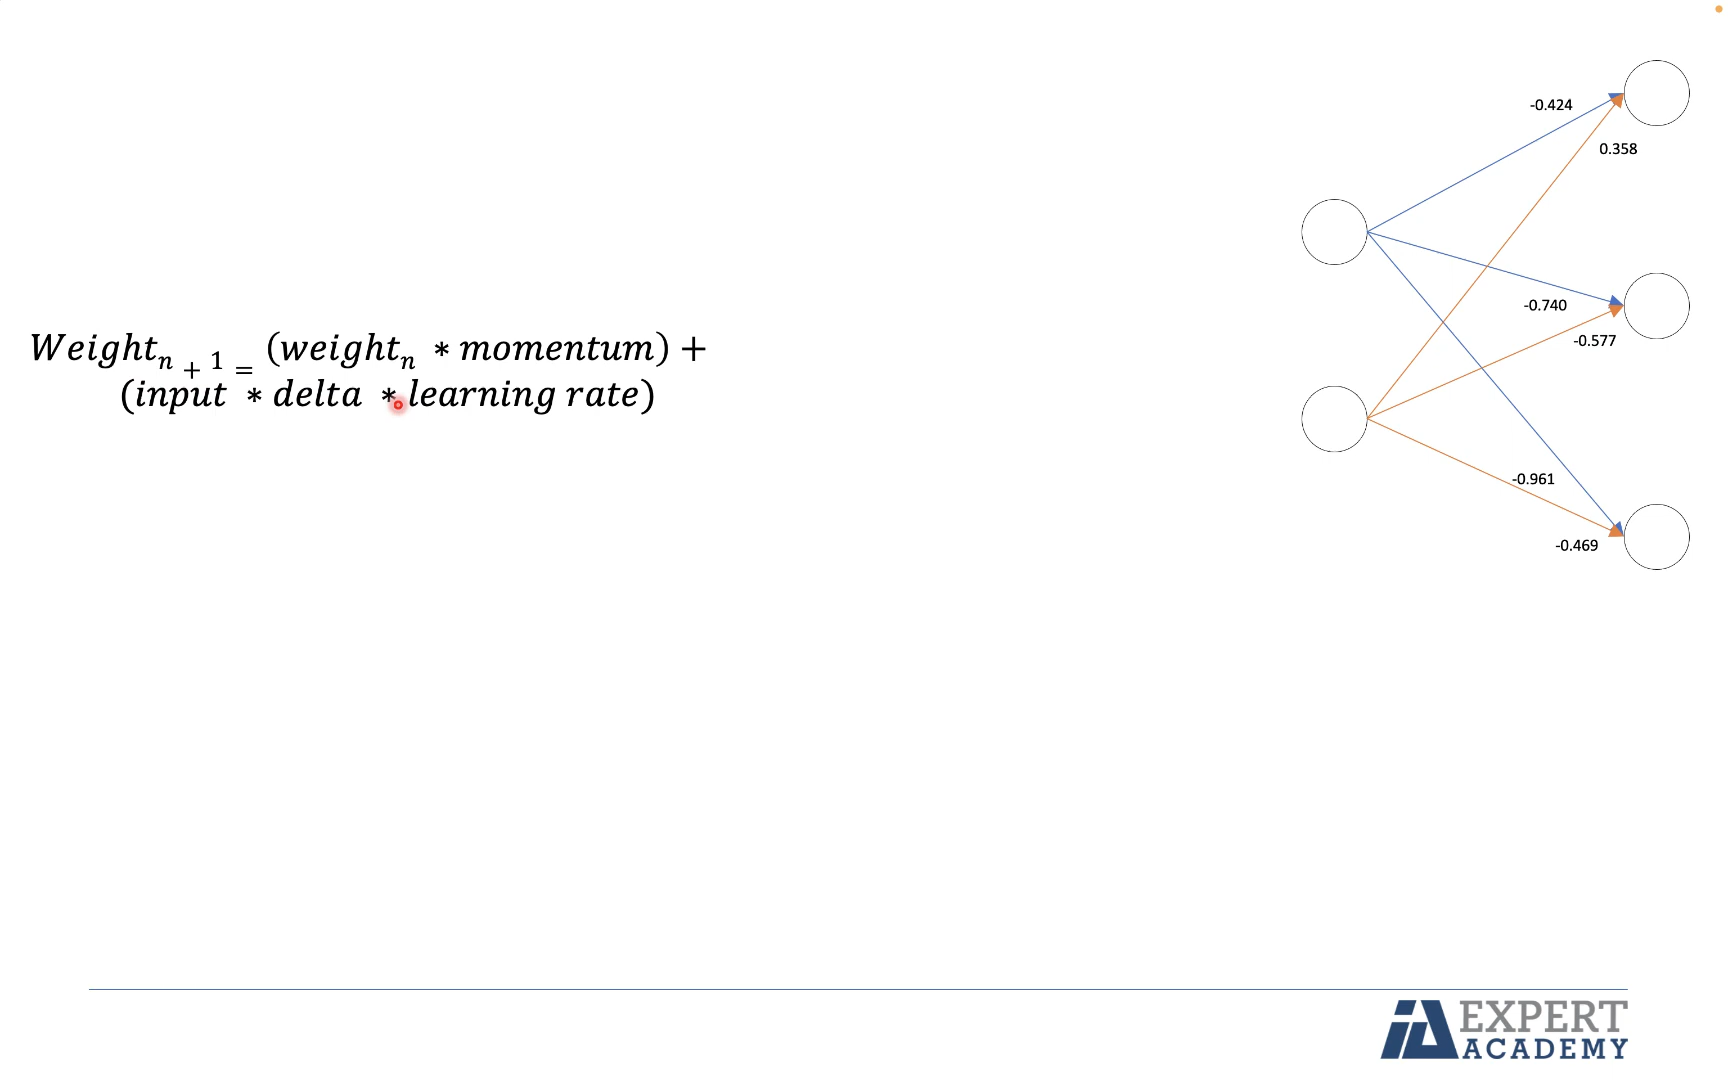 Weightₙ ₊ ₁ ₌ (weightₙ * momentum) +
(input * delta * learning rate)
-0.424
0.358
-0.740
-0.577
-0.961
-0.469
IA EXPERT
ACADEMY